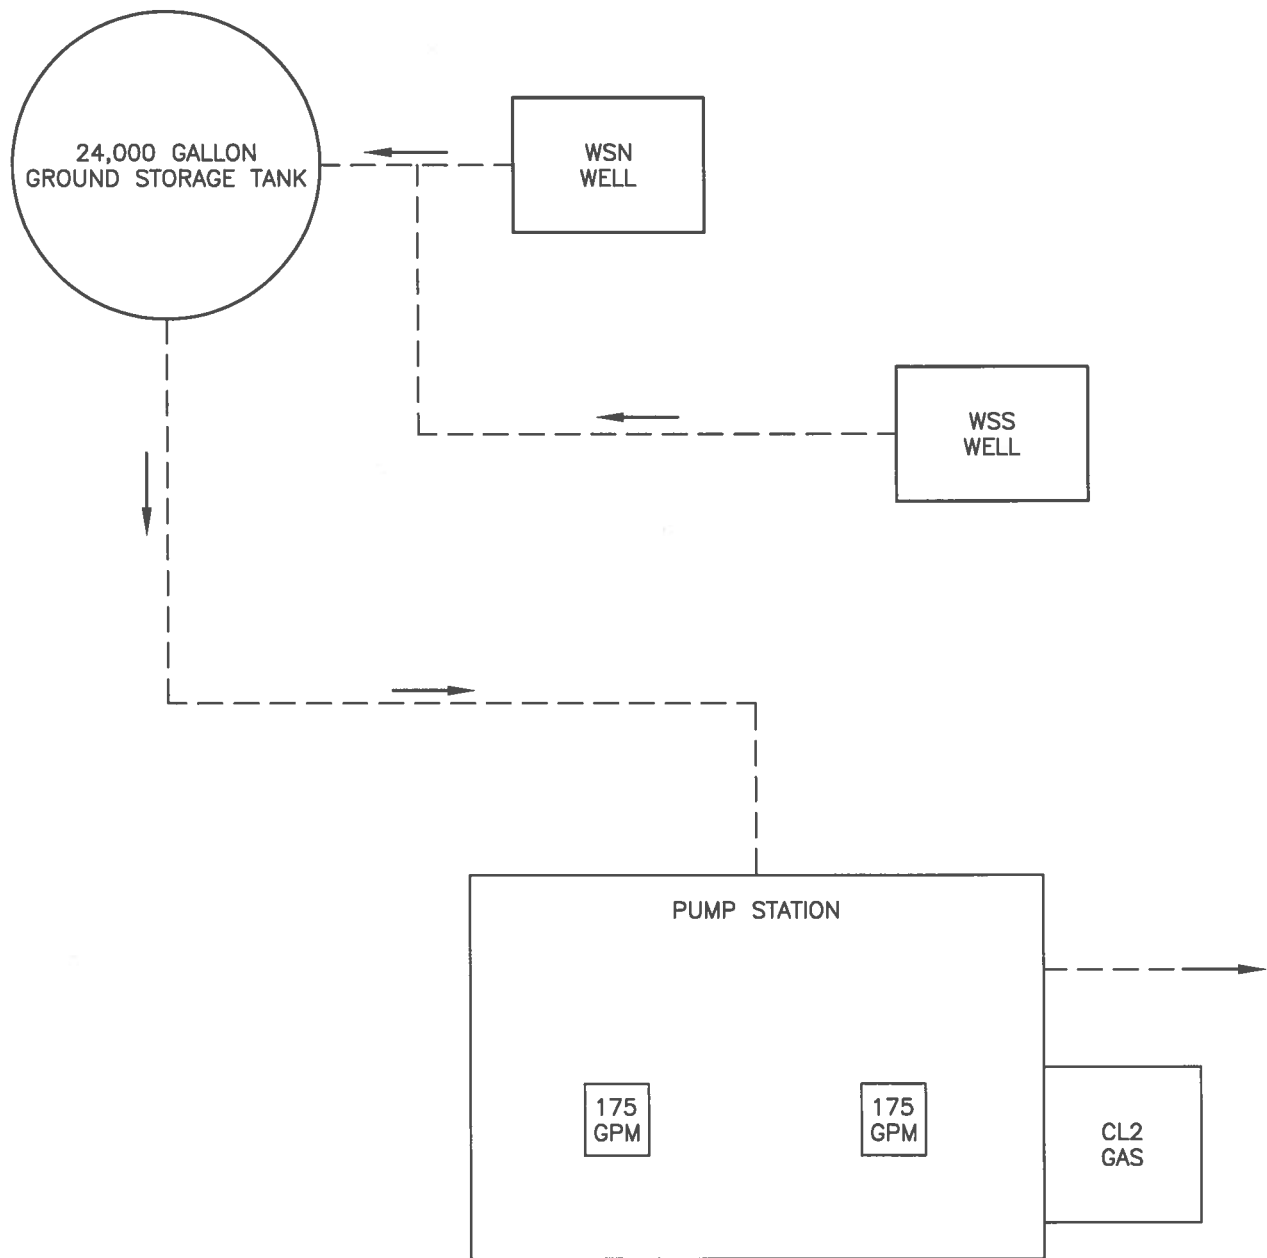 24,000 GALLON
GROUND STORAGE TANK
WSN
WELL
WSS
WELL
PUMP STATION
175
GPM
175
GPM
CL2
GAS